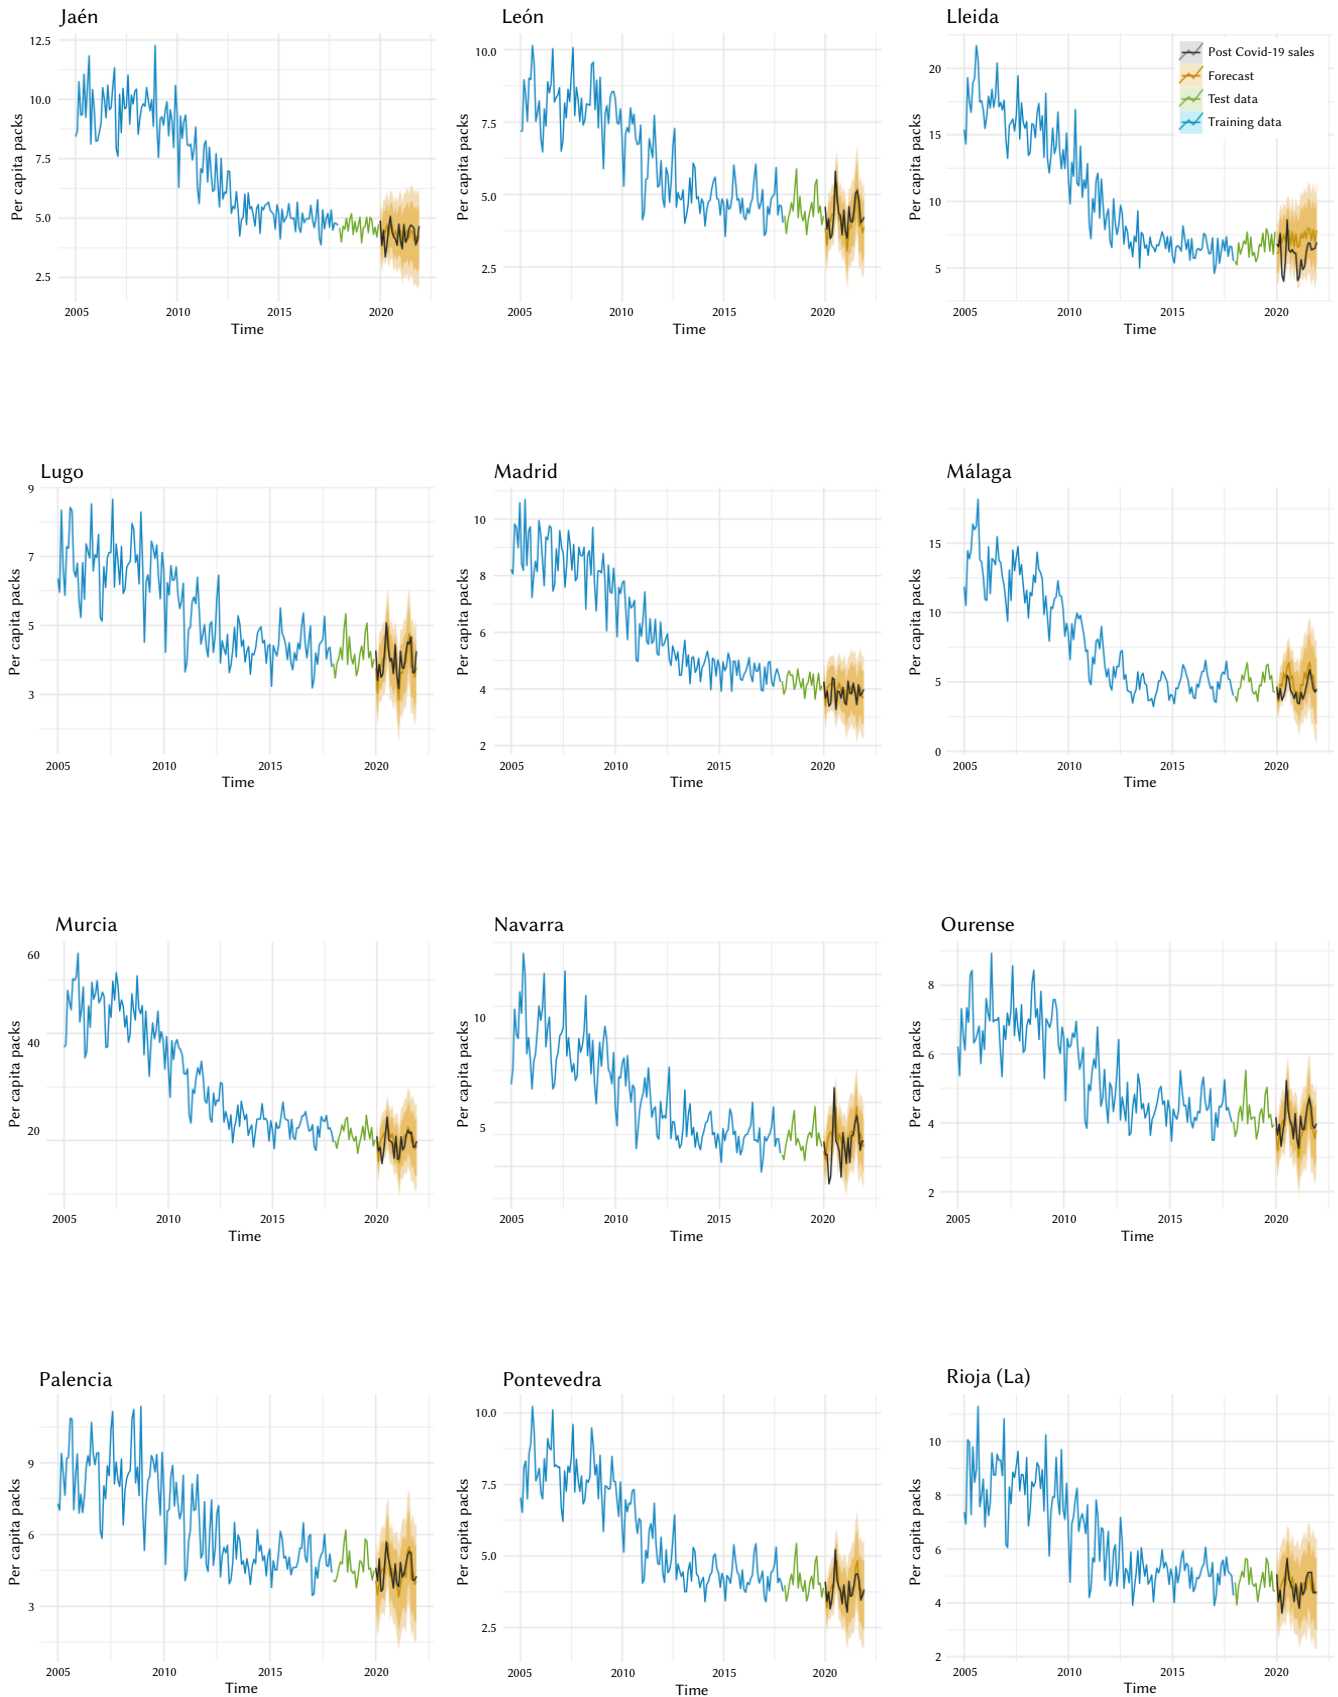 Jaén
12.5
10.0
7.5
5.0
2.5
Per capita packs
2005 2010 2015 2020
Time
León
10.0
7.5
5.0
2.5
Per capita packs
2005 2010 2015 2020
Time
Lleida
20
15
10
5
Per capita packs
2005 2010 2015 2020
Time
Post Covid-19 sales
Forecast
Test data
Training data
Lugo
9
7
5
3
Per capita packs
2005 2010 2015 2020
Time
Madrid
10
8
6
4
2
Per capita packs
2005 2010 2015 2020
Time
Málaga
15
10
5
0
Per capita packs
2005 2010 2015 2020
Time
Murcia
60
40
20
Per capita packs
2005 2010 2015 2020
Time
Navarra
10
5
Per capita packs
2005 2010 2015 2020
Time
Ourense
8
6
4
2
Per capita packs
2005 2010 2015 2020
Time
Palencia
9
6
3
Per capita packs
2005 2010 2015 2020
Time
Pontevedra
10.0
7.5
5.0
2.5
Per capita packs
2005 2010 2015 2020
Time
Rioja (La)
10
8
6
4
2
Per capita packs
2005 2010 2015 2020
Time